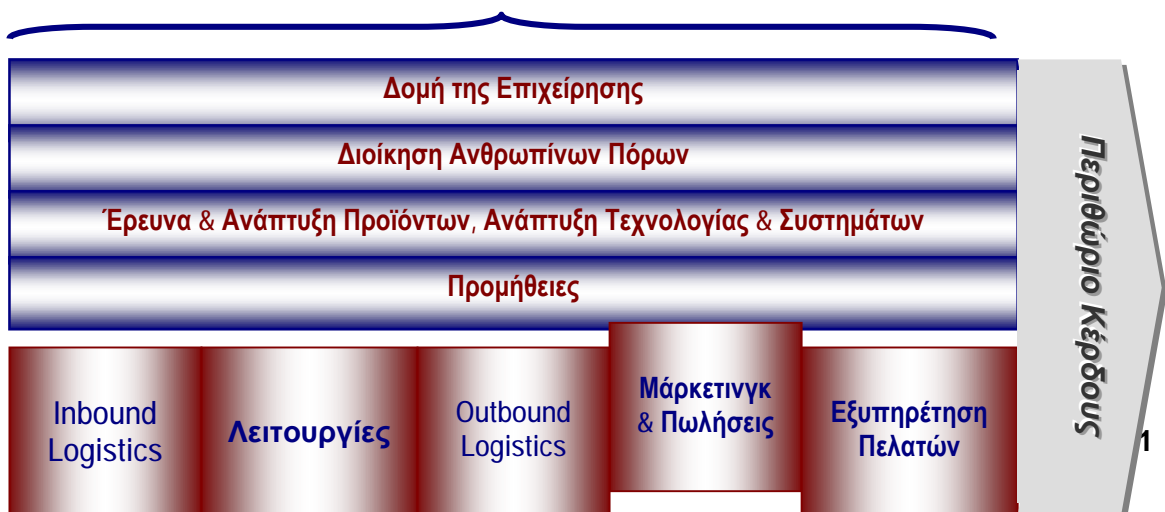 Δομή της Επιχείρησης
Διοίκηση Ανθρωπίνων Πόρων
Έρευνα & Ανάπτυξη Προϊόντων, Ανάπτυξη Τεχνολογίας & Συστημάτων
Προμήθειες
Inbound
Logistics
Λειτουργίες
Outbound
Logistics
Μάρκετινγκ
& Πωλήσεις
Εξυπηρέτηση
Πελατών
Περιθώριο Κέρδους
1